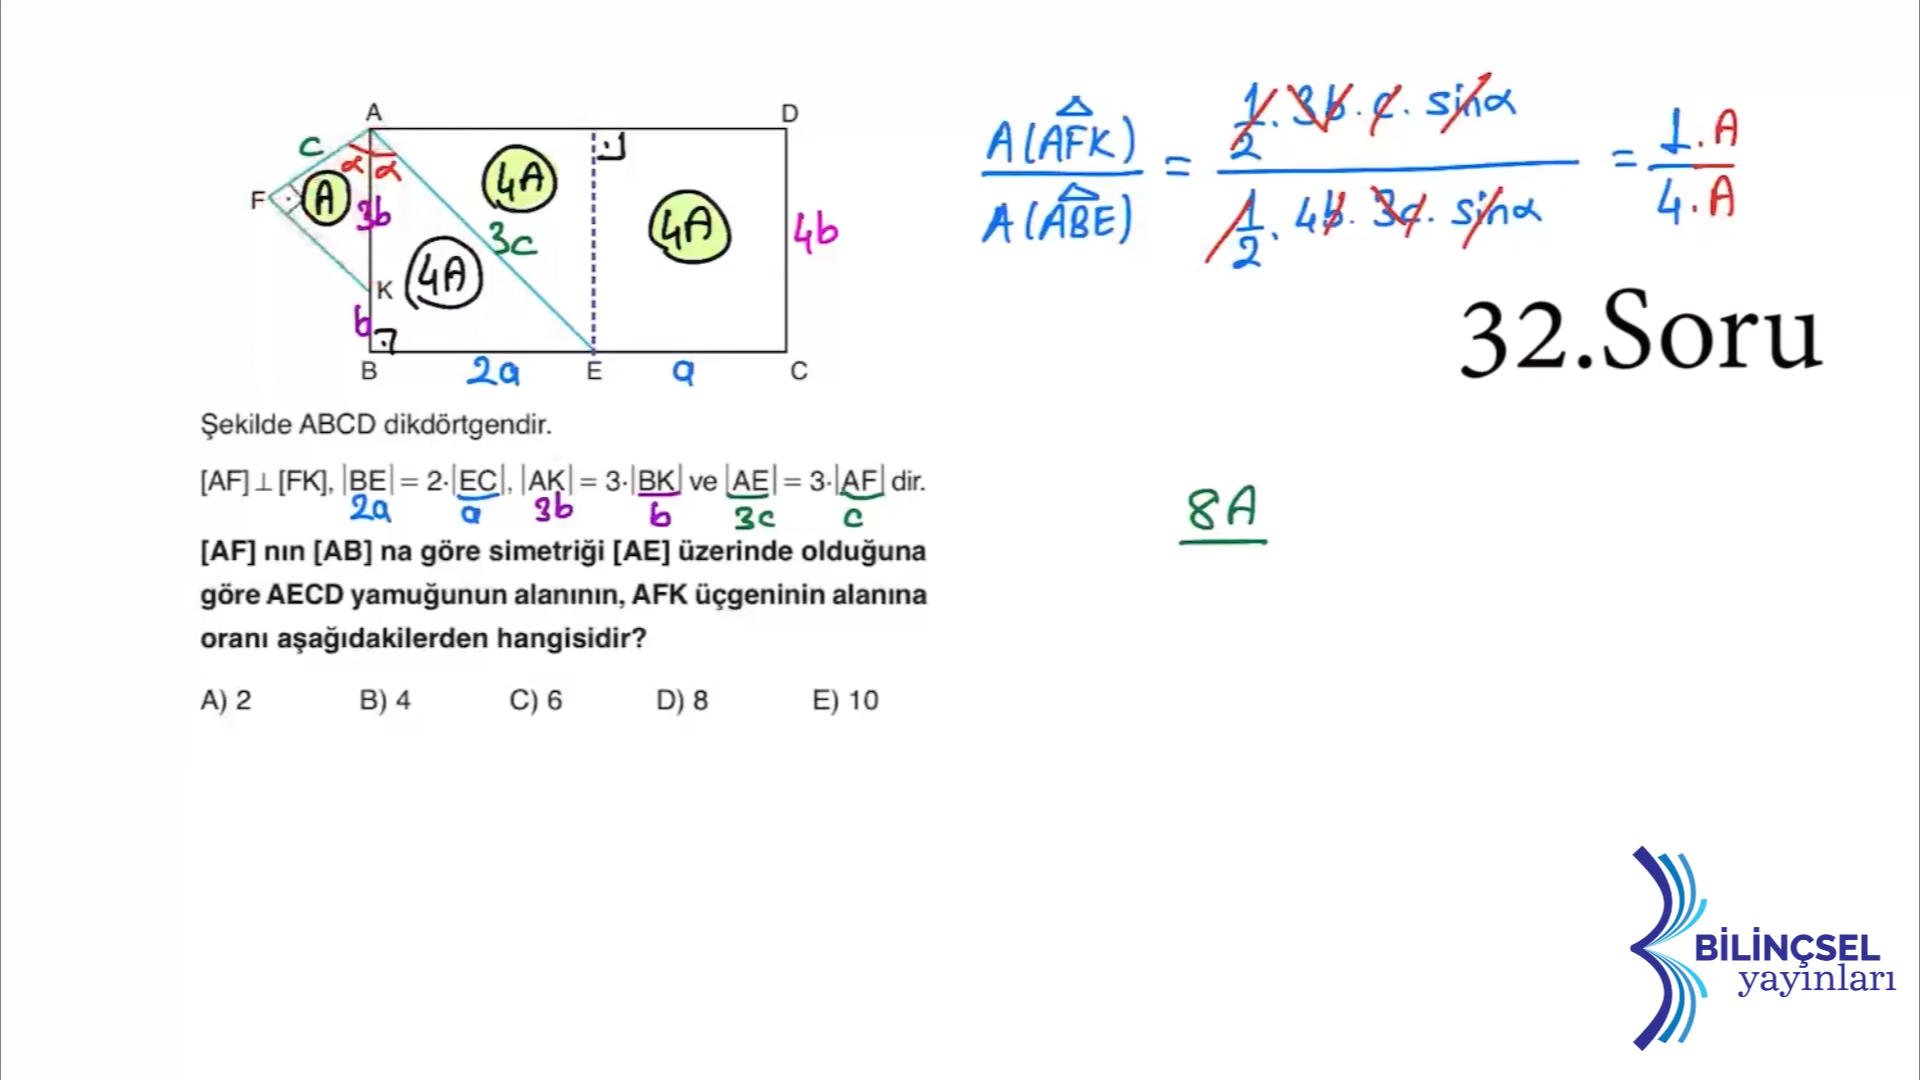 A D
c α α 4A
F A 3b 3c 4A 4b
4A
K
b
B 2a E a C
Şekilde ABCD dikdörtgendir.
[AF]⊥[FK], |BE| = 2·|EC|, |AK| = 3·|BK| ve |AE| = 3·|AF| dir.
2a a 3b b 3c c
[AF] nın [AB] na göre simetriği [AE] üzerinde olduğuna
göre AECD yamuğunun alanının, AFK üçgeninin alanına
oranı aşağıdakilerden hangisidir?
A) 2 B) 4 C) 6 D) 8 E) 10
A(AFK) / A(ABE) = 1/2 . 3b . c . sinα / 1/2 . 4b . 3c . sinα = 1.A / 4.A
32.Soru
8A
BİLİNÇSEL
yayınları